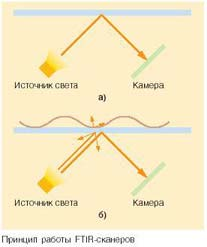 Источник света Камера
а)
Источник света Камера
б)
Принцип работы FTIR-сканеров